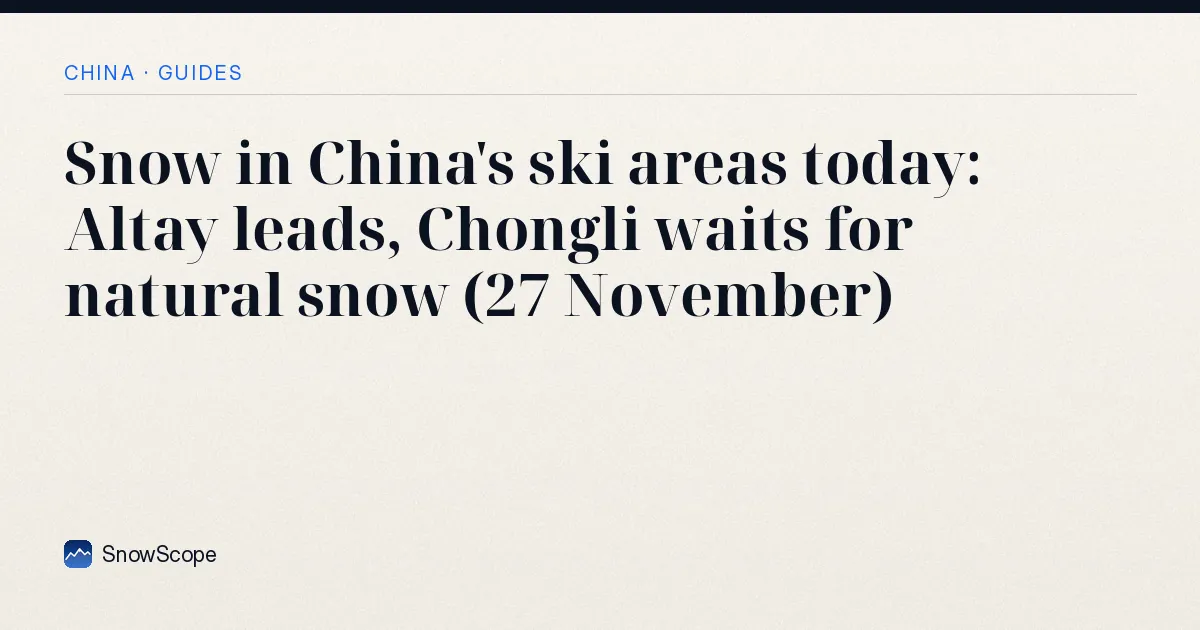 CHINA · GUIDES
Snow in China's ski areas today:
Altay leads, Chongli waits for
natural snow (27 November)
SnowScope